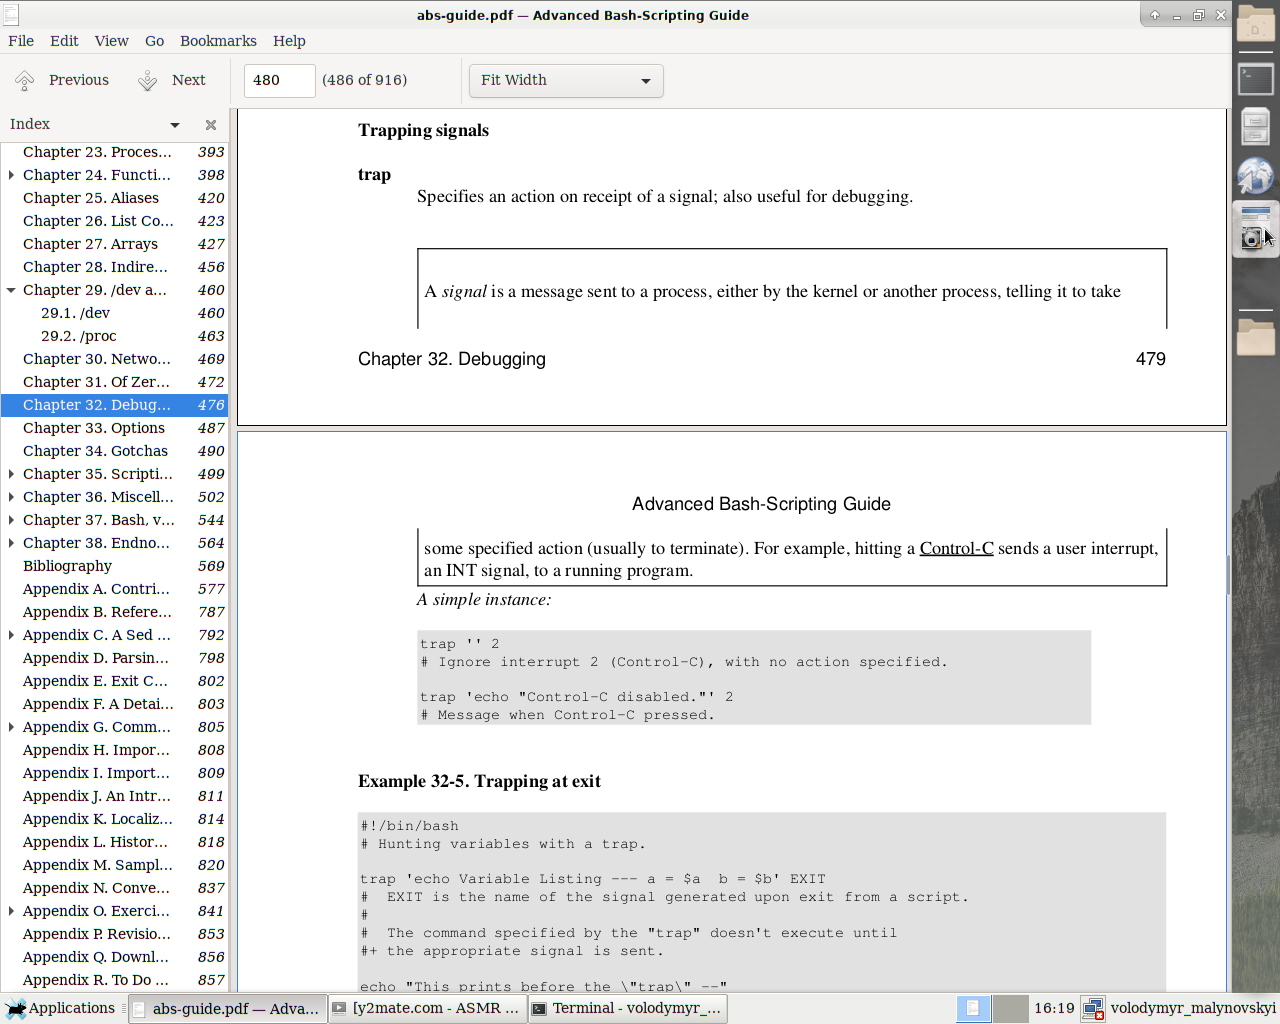 abs-guide.pdf — Advanced Bash-Scripting Guide
File Edit View Go Bookmarks Help
Previous Next 480 (486 of 916) Fit Width
Index
Chapter 23. Proces... 393
Chapter 24. Functi... 398
Chapter 25. Aliases 420
Chapter 26. List Co... 423
Chapter 27. Arrays 427
Chapter 28. Indire... 456
Chapter 29. /dev a... 460
29.1. /dev 460
29.2. /proc 463
Chapter 30. Netwo... 469
Chapter 31. Of Zer... 472
Chapter 32. Debug... 476
Chapter 33. Options 487
Chapter 34. Gotchas 490
Chapter 35. Scripti... 499
Chapter 36. Miscell... 502
Chapter 37. Bash, v... 544
Chapter 38. Endno... 564
Bibliography 569
Appendix A. Contri... 577
Appendix B. Refere... 787
Appendix C. A Sed ... 792
Appendix D. Parsin... 798
Appendix E. Exit C... 802
Appendix F. A Detai... 803
Appendix G. Comm... 805
Appendix H. Impor... 808
Appendix I. Import... 809
Appendix J. An Intr... 811
Appendix K. Localiz... 814
Appendix L. Histor... 818
Appendix M. Sampl... 820
Appendix N. Conve... 837
Appendix O. Exerci... 841
Appendix P. Revisio... 853
Appendix Q. Downl... 856
Appendix R. To Do ... 857
Trapping signals
trap
Specifies an action on receipt of a signal; also useful for debugging.
A signal is a message sent to a process, either by the kernel or another process, telling it to take
Chapter 32. Debugging 479
Advanced Bash-Scripting Guide
some specified action (usually to terminate). For example, hitting a Control-C sends a user interrupt,
an INT signal, to a running program.
A simple instance:
trap '' 2
# Ignore interrupt 2 (Control-C), with no action specified.
trap 'echo "Control-C disabled."' 2
# Message when Control-C pressed.
Example 32-5. Trapping at exit
#!/bin/bash
# Hunting variables with a trap.
trap 'echo Variable Listing --- a = $a  b = $b' EXIT
#  EXIT is the name of the signal generated upon exit from a script.
#
#  The command specified by the "trap" doesn't execute until
#+ the appropriate signal is sent.
echo "This prints before the \"trap\" --"
Applications abs-guide.pdf — Adva... [y2mate.com - ASMR ... Terminal - volodymyr_... 16:19 volodymyr_malynovskyi